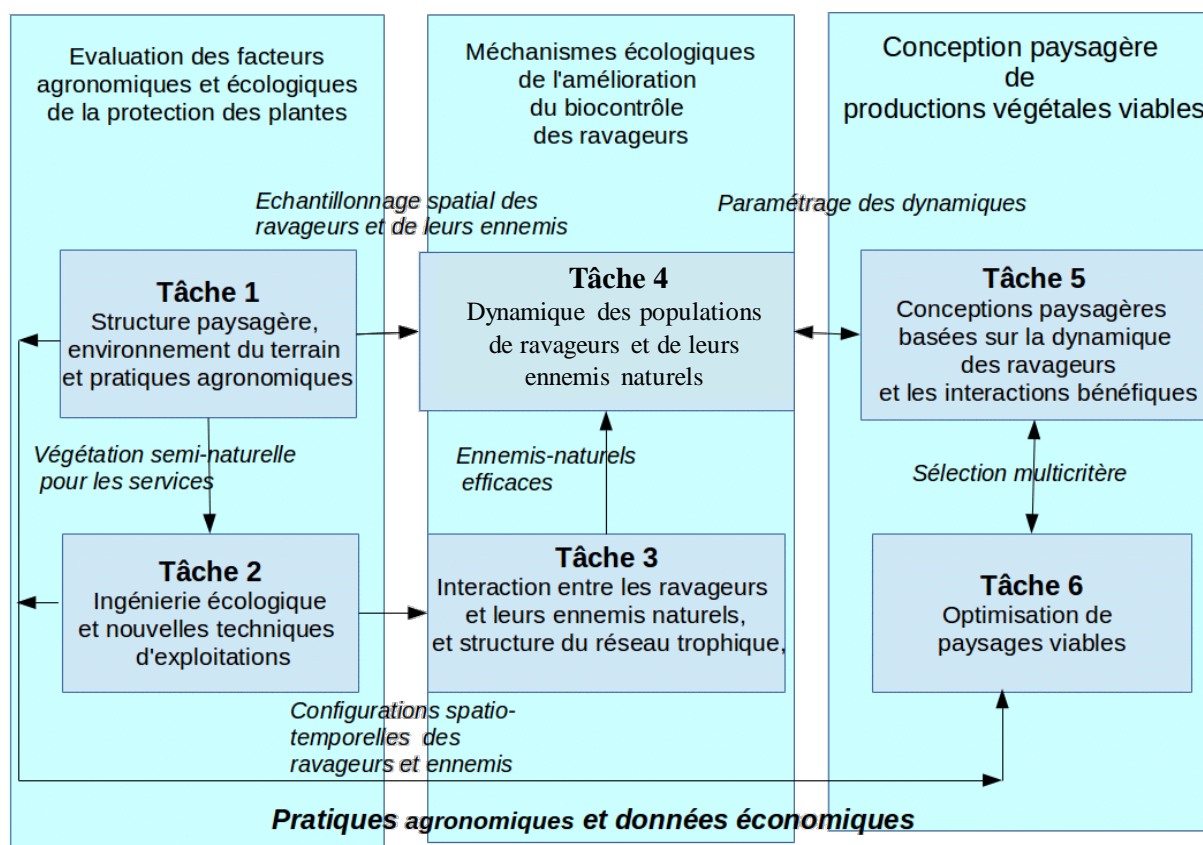 Evaluation des facteurs
agronomiques et écologiques
de la protection des plantes
Méchanismes écologiques
de l'amélioration
du biocontrôle
des ravageurs
Conception paysagère
de
productions végétales viables
Echantillonnage spatial des
ravageurs et de leurs ennemis
Paramétrage des dynamiques
Tâche 1
Structure paysagère,
environnement du terrain
et pratiques agronomiques
Tâche 4
Dynamique des populations
de ravageurs et de leurs
ennemis naturels
Tâche 5
Conceptions paysagères
basées sur la dynamique
des ravageurs
et les interactions bénéfiques
Végétation semi-naturelle
pour les services
Ennemis-naturels
efficaces
Sélection multicritère
Tâche 2
Ingénierie écologique
et nouvelles techniques
d'exploitations
Tâche 3
Interaction entre les ravageurs
et leurs ennemis naturels,
et structure du réseau trophique,
Tâche 6
Optimisation de
paysages viables
Configurations spatio-
temporelles des
ravageurs et ennemis
Pratiques agronomiques et données économiques